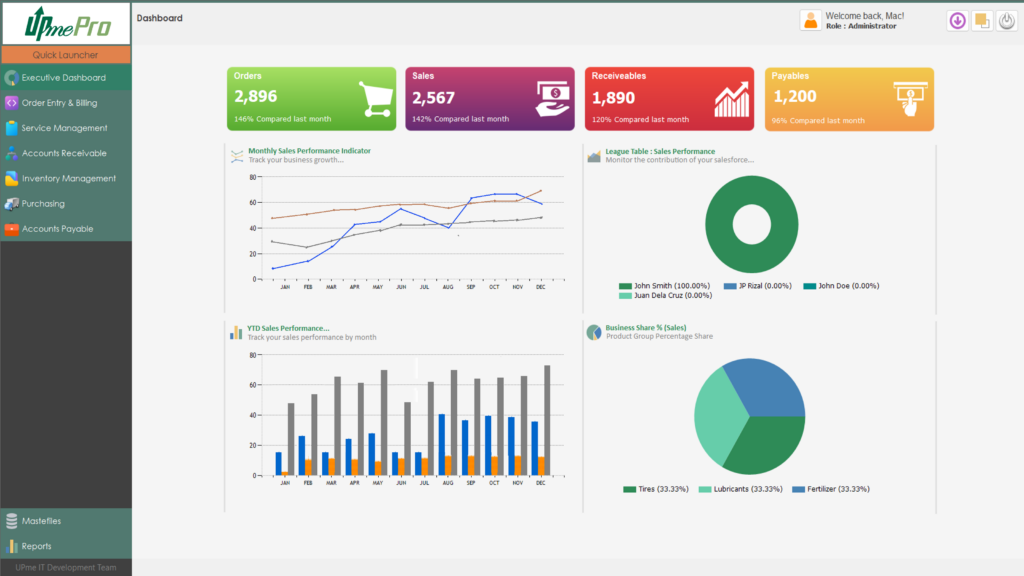 UPmePro
Dashboard
Welcome back, Mac!
Role : Administrator
Quick Launcher
Executive Dashboard
Order Entry & Billing
Service Management
Accounts Receivable
Inventory Management
Purchasing
Accounts Payable
Mastefiles
Reports
UPme IT Development Team
Orders
2,896
146% Compared last month
Sales
2,567
142% Compared last month
Receiveables
1,890
120% Compared last month
Payables
1,200
96% Compared last month
Monthly Sales Performance Indicator
Track your business growth...
80
60
40
20
0
JAN FEB MAR APR MAY JUN JUL AUG SEP OCT NOV DEC
League Table : Sales Performance
Monitor the contribution of your salesforce...
John Smith (100.00%) JP Rizal (0.00%) John Doe (0.00%)
Juan Dela Cruz (0.00%)
YTD Sales Performance...
Track your sales performance by month
80
60
40
20
0
JAN FEB MAR APR MAY JUN JUL AUG SEP OCT NOV DEC
Business Share % (Sales)
Product Group Percentage Share
Tires (33.33%) Lubricants (33.33%) Fertilizer (33.33%)